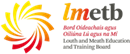 lmetb
Bord Oideachais agus
Oiliúna Lú agus na Mí
Louth and Meath Education
and Training Board